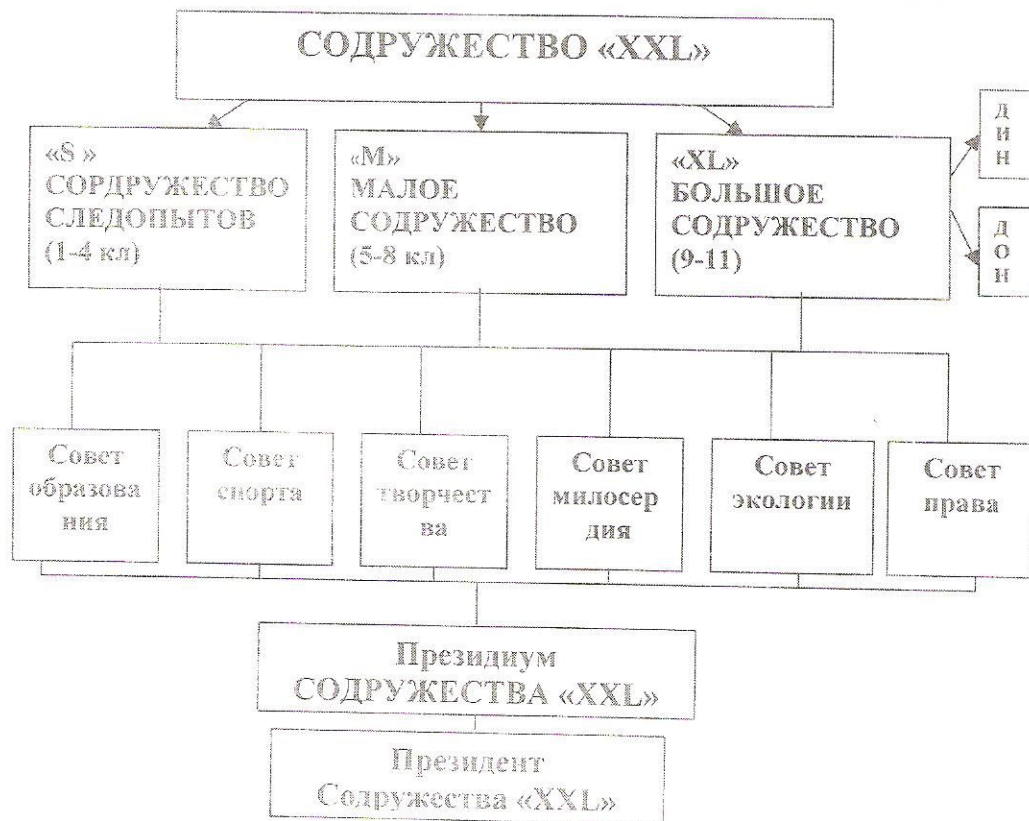 СОДРУЖЕСТВО «XXL»
«S »
СОРДРУЖЕСТВО
СЛЕДОПЫТОВ
(1-4 кл)
«М»
МАЛОЕ
СОДРУЖЕСТВО
(5-8 кл)
«XL»
БОЛЬШОЕ
СОДРУЖЕСТВО
(9-11)
Д
И
Н
Д
О
Н
Совет
образова
ния
Совет
спорта
Совет
творчест
ва
Совет
милосер
дия
Совет
экологии
Совет
права
Президиум
СОДРУЖЕСТВА «XXL»
Президент
Содружества «XXL»